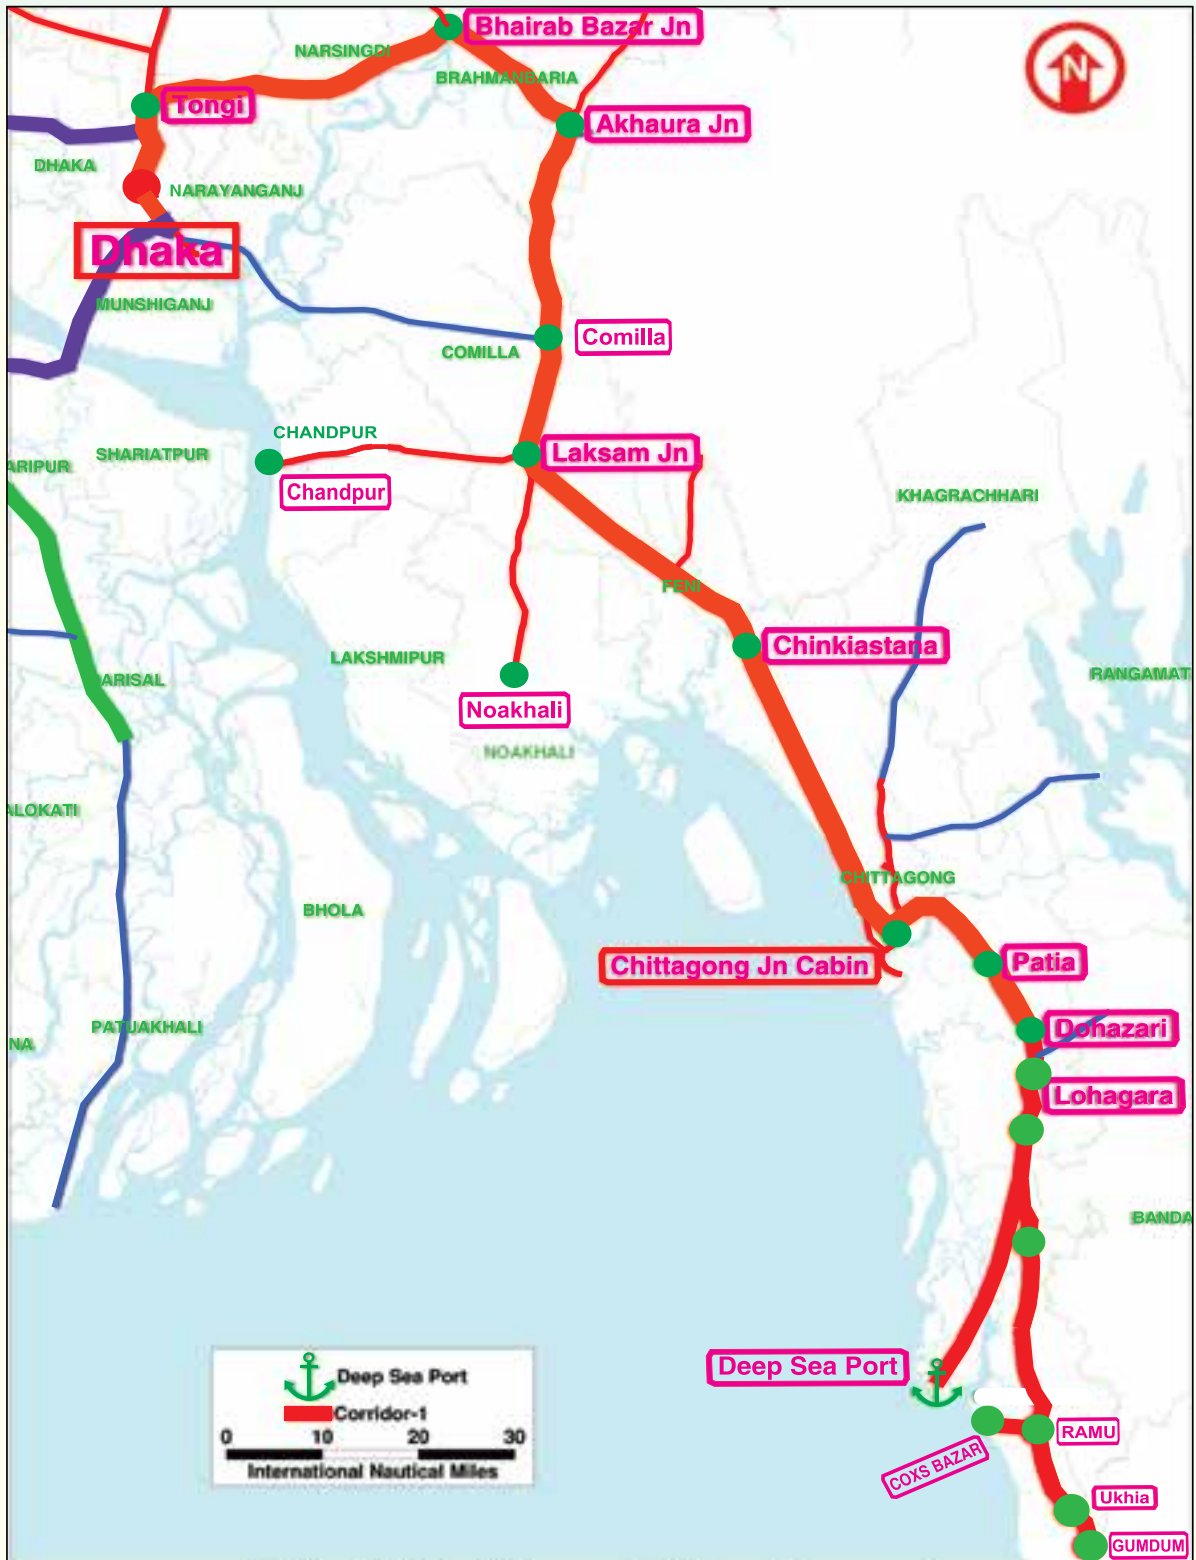 Bhairab Bazar Jn
N
NARSINGDI
BRAHMANBARIA
Tongi
Akhaura Jn
DHAKA
NARAYANGANJ
Dhaka
MUNSHIGANJ
Comilla
COMILLA
CHANDPUR
SHARIATPUR
Laksam Jn
ARIPUR
Chandpur
KHAGRACHHARI
FENI
Chinkiastana
LAKSHMIPUR
RANGAMAT
ARISAL
Noakhali
NOAKHALI
ALOKATI
CHITTAGONG
BHOLA
Chittagong Jn Cabin
Patia
PATUAKHALI
Dohazari
NA
Lohagara
BANDA
Deep Sea Port
Deep Sea Port
Corridor-1
0 10 20 30
International Nautical Miles
RAMU
COXS BAZAR
Ukhia
GUMDUM